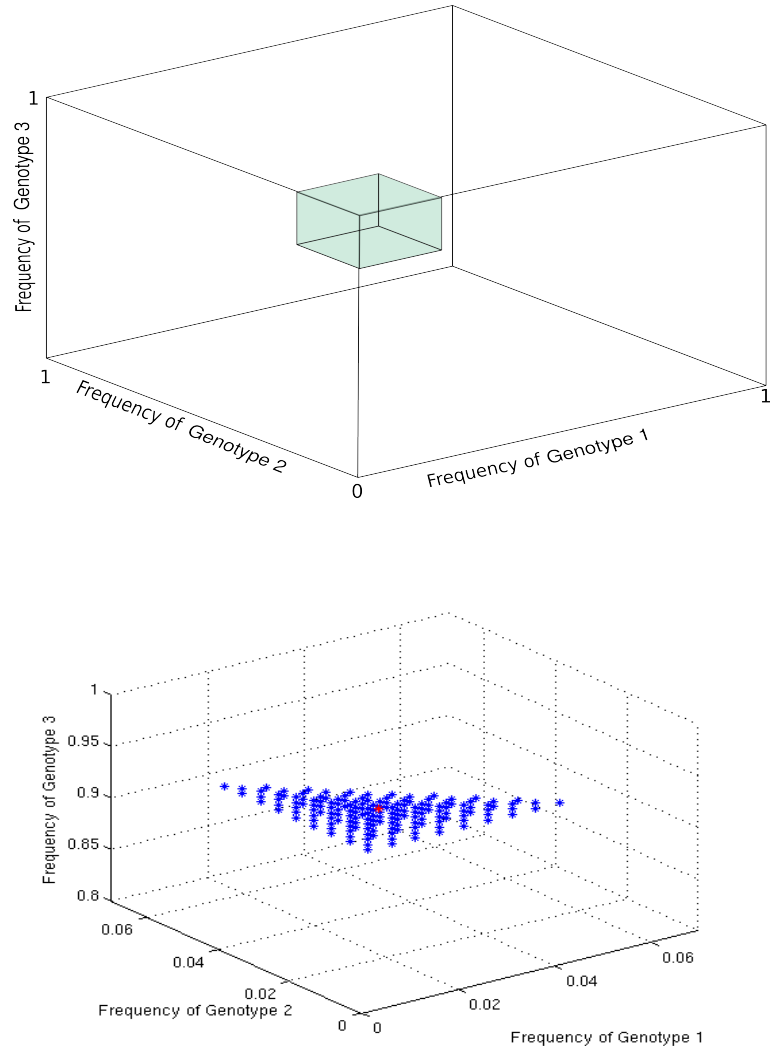 1
Frequency of Genotype 3
1
Frequency of Genotype 2
0
Frequency of Genotype 1
1
1
0.95
0.9
0.85
0.8
Frequency of Genotype 3
0.06
0.04
0.02
0
Frequency of Genotype 2
0
0.02
0.04
0.06
Frequency of Genotype 1